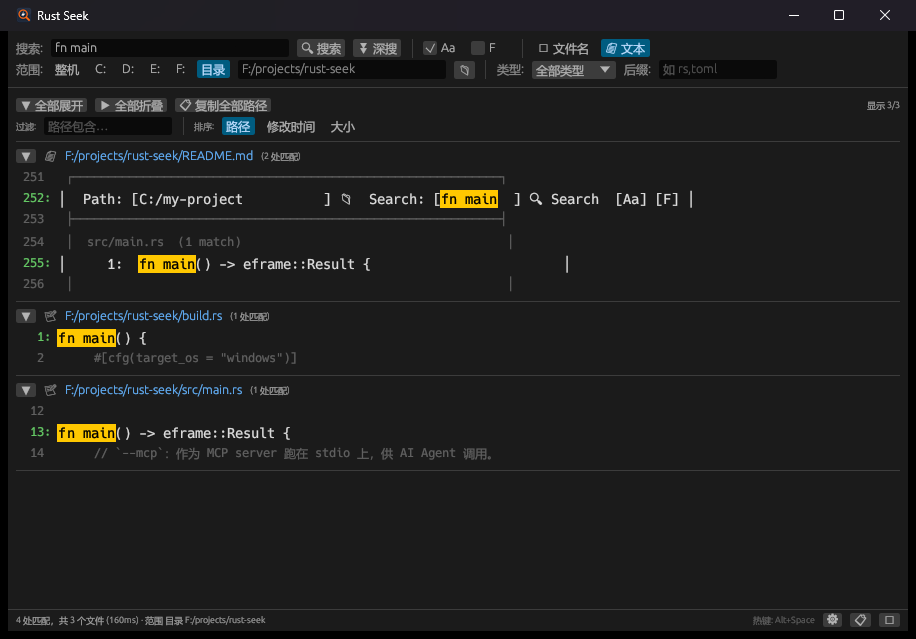 Rust Seek
搜索: fn main 搜索 深搜 Aa F 文件名 文本
范围: 整机 C: D: E: F: 目录 F:/projects/rust-seek 类型: 全部类型 后缀: 如 rs,toml
▼ 全部展开 ▶ 全部折叠 复制全部路径 显示 3/3
过滤: 路径包含... 排序: 路径 修改时间 大小
▼ F:/projects/rust-seek/README.md (2 处匹配)
251
252: | Path: [C:/my-project ] Search: [fn main ] 🔍 Search [Aa] [F] |
253
254 | src/main.rs (1 match) |
255: | 1: fn main() -> eframe::Result { |
256 | |
▼ F:/projects/rust-seek/build.rs (1 处匹配)
1: fn main() {
2 #[cfg(target_os = "windows")]
▼ F:/projects/rust-seek/src/main.rs (1 处匹配)
12
13: fn main() -> eframe::Result {
14 // `--mcp`: 作为 MCP server 跑在 stdio 上, 供 AI Agent 调用。
4 处匹配, 共 3 个文件 (160ms) · 范围 目录 F:/projects/rust-seek 热键: Alt+Space